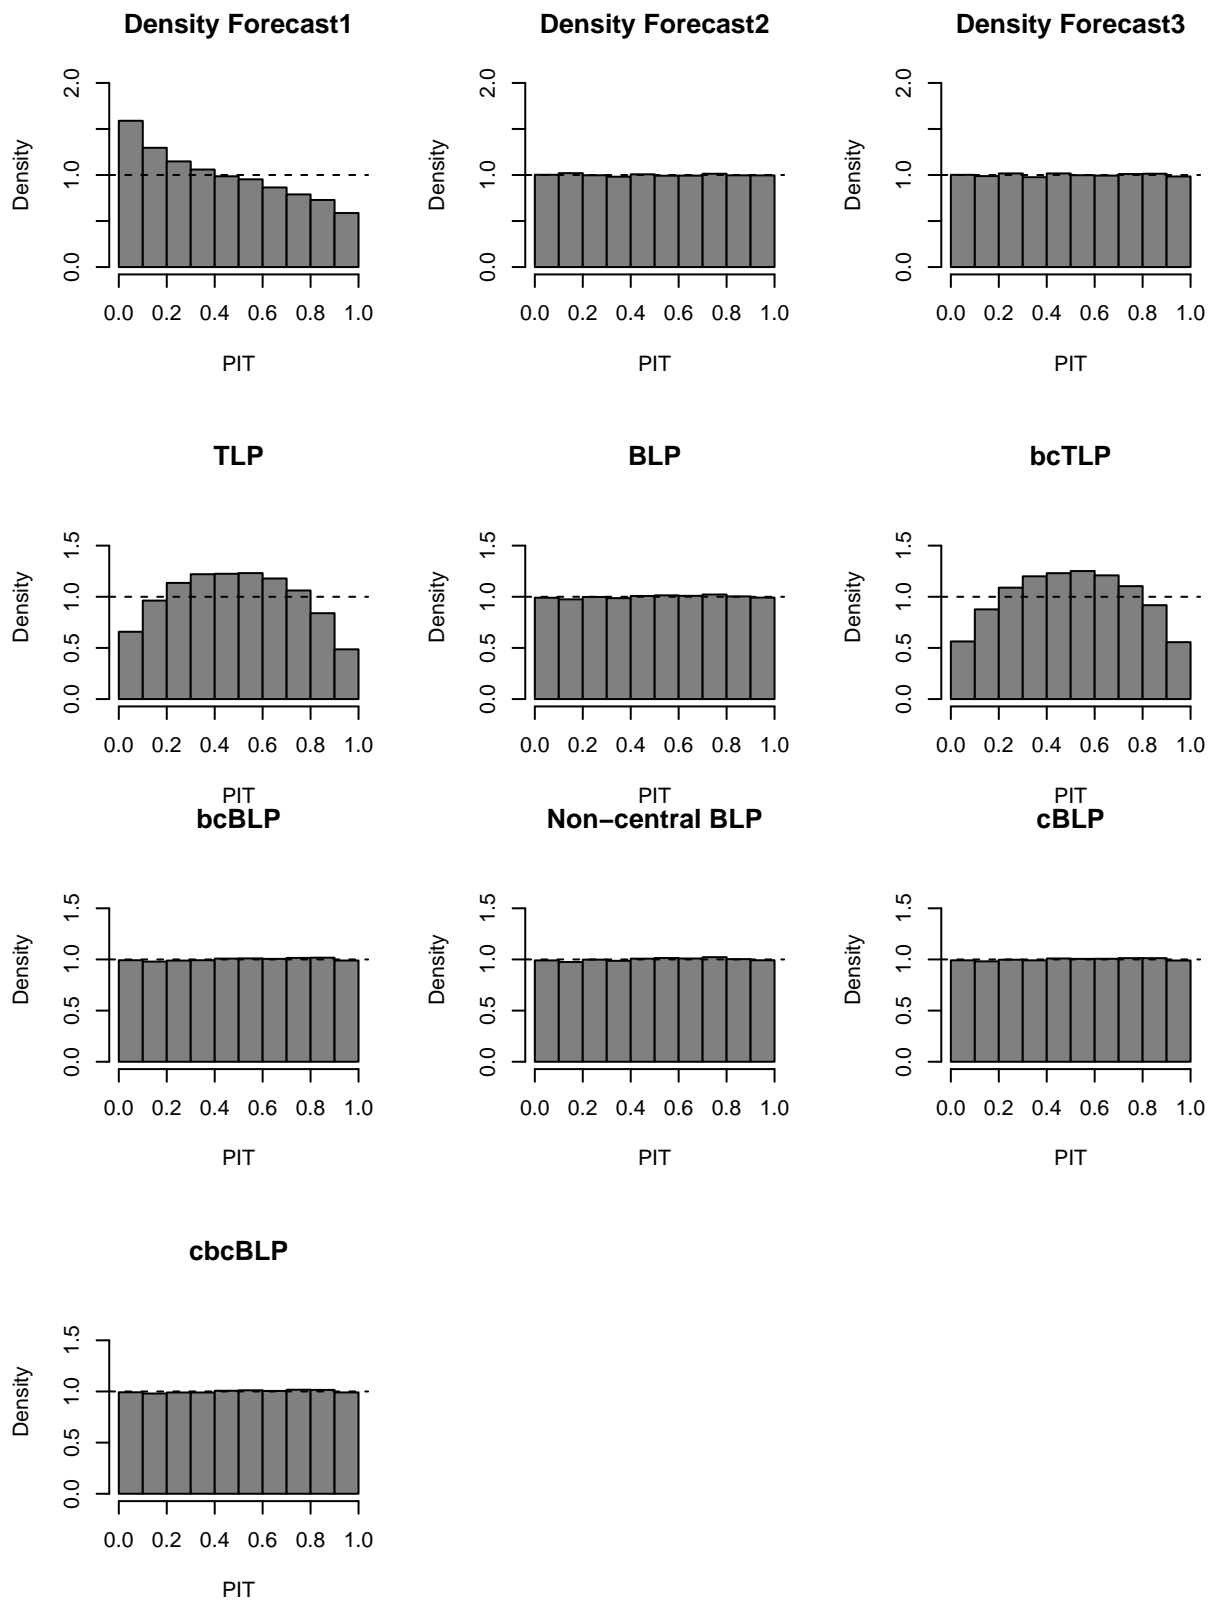 Density Forecast1
Density
0.0 1.0 2.0
0.0 0.2 0.4 0.6 0.8 1.0
PIT
Density Forecast2
Density
0.0 1.0 2.0
0.0 0.2 0.4 0.6 0.8 1.0
PIT
Density Forecast3
Density
0.0 1.0 2.0
0.0 0.2 0.4 0.6 0.8 1.0
PIT
TLP
Density
0.0 0.5 1.0 1.5
0.0 0.2 0.4 0.6 0.8 1.0
PIT
BLP
Density
0.0 0.5 1.0 1.5
0.0 0.2 0.4 0.6 0.8 1.0
PIT
bcTLP
Density
0.0 0.5 1.0 1.5
0.0 0.2 0.4 0.6 0.8 1.0
PIT
bcBLP
Density
0.0 0.5 1.0 1.5
0.0 0.2 0.4 0.6 0.8 1.0
PIT
Non−central BLP
Density
0.0 0.5 1.0 1.5
0.0 0.2 0.4 0.6 0.8 1.0
PIT
cBLP
Density
0.0 0.5 1.0 1.5
0.0 0.2 0.4 0.6 0.8 1.0
PIT
cbcBLP
Density
0.0 0.5 1.0 1.5
0.0 0.2 0.4 0.6 0.8 1.0
PIT